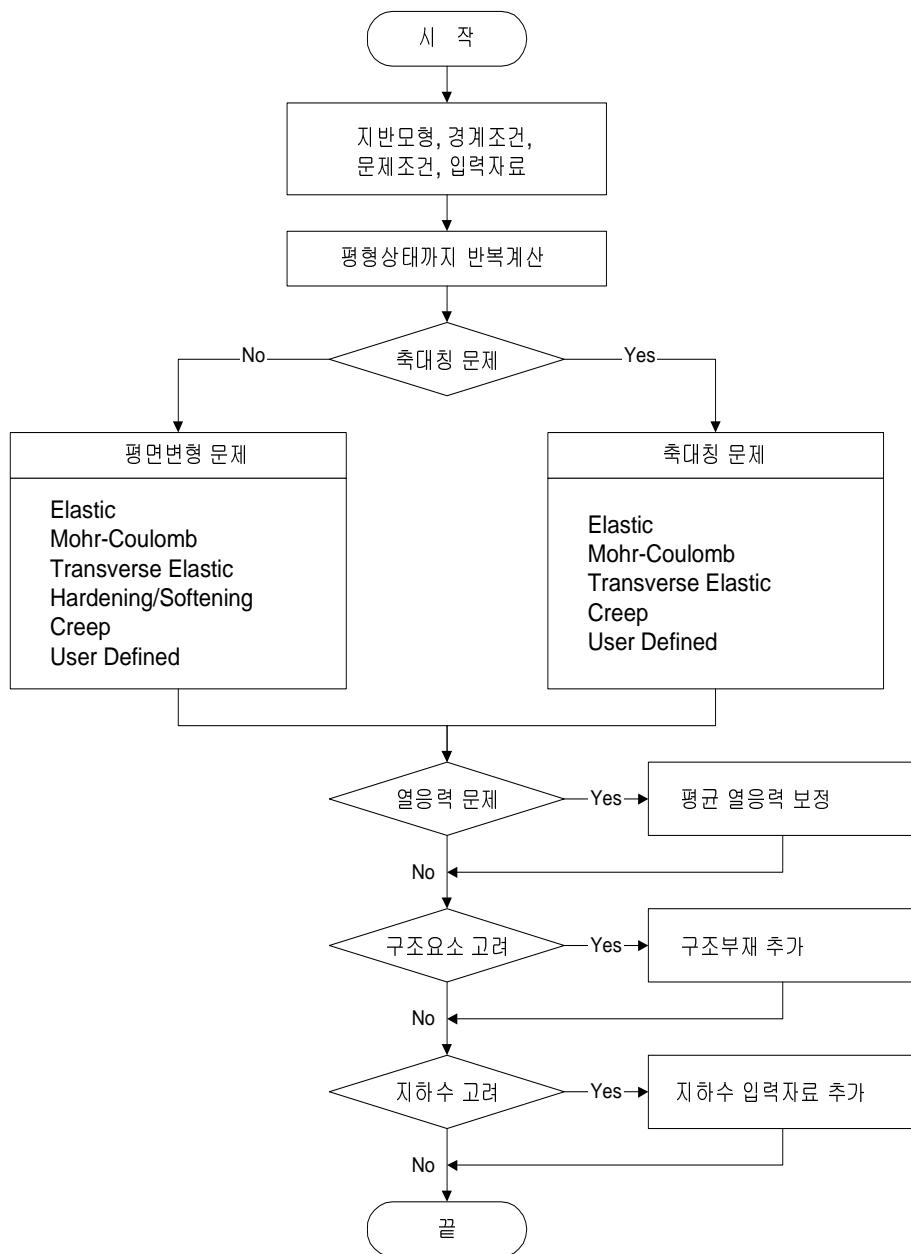 시 작
지반모형, 경계조건,
문제조건, 입력자료
평형상태까지 반복계산
축대칭 문제
No
Yes
평면변형 문제
Elastic
Mohr-Coulomb
Transverse Elastic
Hardening/Softening
Creep
User Defined
축대칭 문제
Elastic
Mohr-Coulomb
Transverse Elastic
Creep
User Defined
열응력 문제
Yes
평균 열응력 보정
No
구조요소 고려
Yes
구조부재 추가
No
지하수 고려
Yes
지하수 입력자료 추가
No
끝